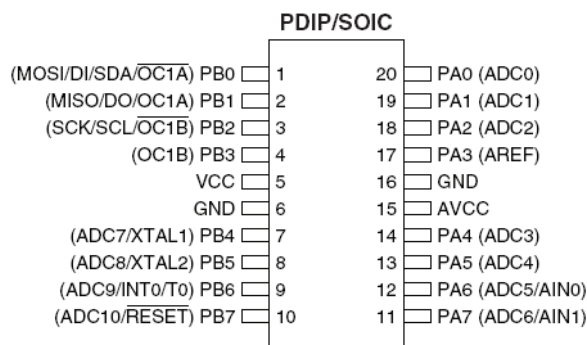 PDIP/SOIC
(MOSI/DI/SDA/OC1A) PB0 1 20 PA0 (ADC0)
(MISO/DO/OC1A) PB1 2 19 PA1 (ADC1)
(SCK/SCL/OC1B) PB2 3 18 PA2 (ADC2)
(OC1B) PB3 4 17 PA3 (AREF)
VCC 5 16 GND
GND 6 15 AVCC
(ADC7/XTAL1) PB4 7 14 PA4 (ADC3)
(ADC8/XTAL2) PB5 8 13 PA5 (ADC4)
(ADC9/INT0/T0) PB6 9 12 PA6 (ADC5/AIN0)
(ADC10/RESET) PB7 10 11 PA7 (ADC6/AIN1)